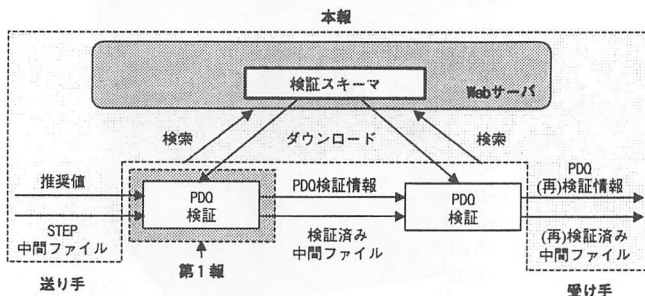 本報
検証スキーマ
Webサーバ
検索
ダウンロード
検索
推奨値
STEP
中間ファイル
PDQ
検証
PDQ検証情報
検証済み
中間ファイル
PDQ
検証
PDQ
(再)検証情報
(再)検証済み
中間ファイル
送り手
第1報
受け手